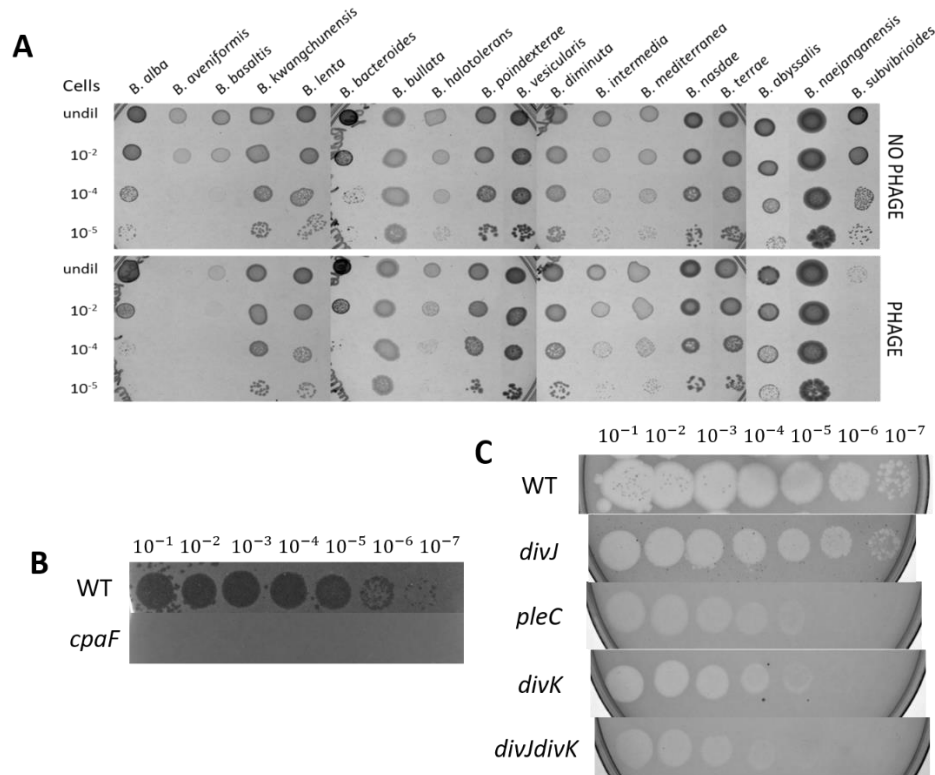 A
Cells
B. alba
B. aveniformis
B. basaltis
B. kwangchunensis
B. lenta
B. bacteroides
B. bullata
B. halotolerans
B. poindexterae
B. vesicularis
B. diminuta
B. intermedia
B. mediterranea
B. nasdae
B. terrae
B. abyssalis
B. naejanganensis
B. subvibrioides
undil
10⁻²
10⁻⁴
10⁻⁵
NO PHAGE
undil
10⁻²
10⁻⁴
10⁻⁵
PHAGE
B
10⁻¹ 10⁻² 10⁻³ 10⁻⁴ 10⁻⁵ 10⁻⁶ 10⁻⁷
WT
cpaF
C
10⁻¹ 10⁻² 10⁻³ 10⁻⁴ 10⁻⁵ 10⁻⁶ 10⁻⁷
WT
divJ
pleC
divK
divJdivK